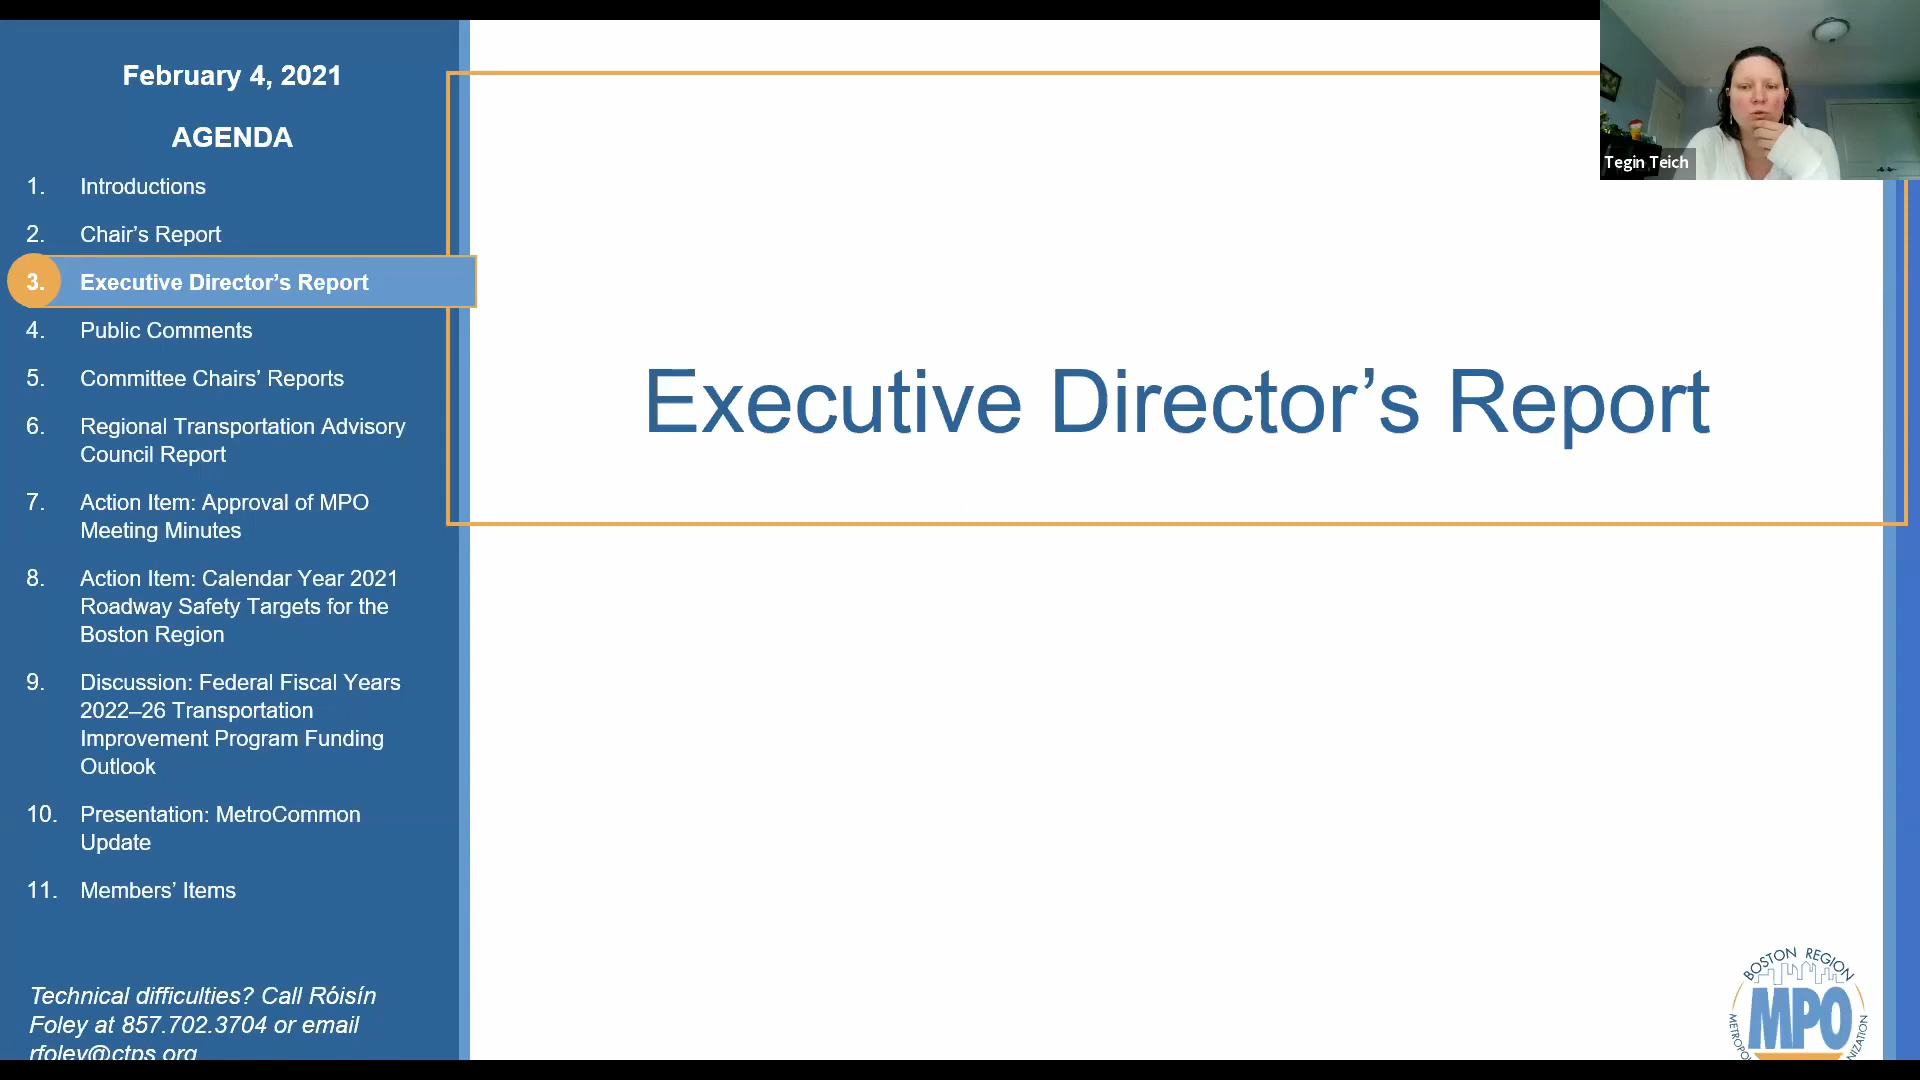 February 4, 2021
AGENDA
1. Introductions
2. Chair’s Report
3. Executive Director’s Report
4. Public Comments
5. Committee Chairs’ Reports
6. Regional Transportation Advisory
Council Report
7. Action Item: Approval of MPO
Meeting Minutes
8. Action Item: Calendar Year 2021
Roadway Safety Targets for the
Boston Region
9. Discussion: Federal Fiscal Years
2022–26 Transportation
Improvement Program Funding
Outlook
10. Presentation: MetroCommon
Update
11. Members’ Items
Technical difficulties? Call Róisín
Foley at 857.702.3704 or email
rfoley@ctps.org
Executive Director’s Report
Tegin Teich
BOSTON REGION
MPO